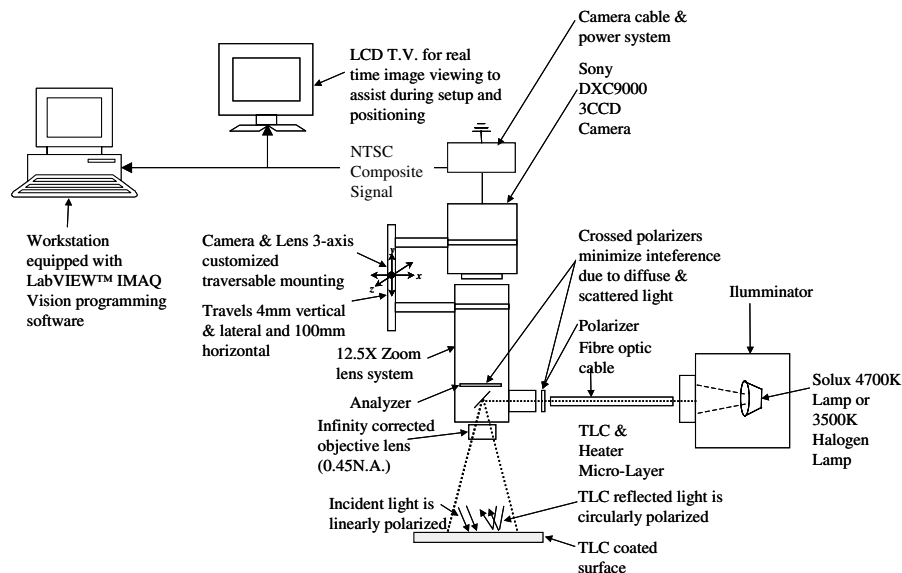 Camera cable &
power system
LCD T.V. for real
time image viewing to
assist during setup and
positioning
Sony
DXC9000
3CCD
Camera
NTSC
Composite
Signal
Workstation
equipped with
LabVIEW™ IMAQ
Vision programming
software
Camera & Lens 3-axis
customized
traversable mounting
Travels 4mm vertical
& lateral and 100mm
horizontal
y
x
z
Crossed polarizers
minimize inteference
due to diffuse &
scattered light
Ilumminator
Polarizer
Fibre optic
cable
12.5X Zoom
lens system
Analyzer
Infinity corrected
objective lens
(0.45N.A.)
Solux 4700K
Lamp or
3500K
Halogen
Lamp
TLC &
Heater
Micro-Layer
Incident light is
linearly polarized
TLC reflected light is
circularly polarized
TLC coated
surface